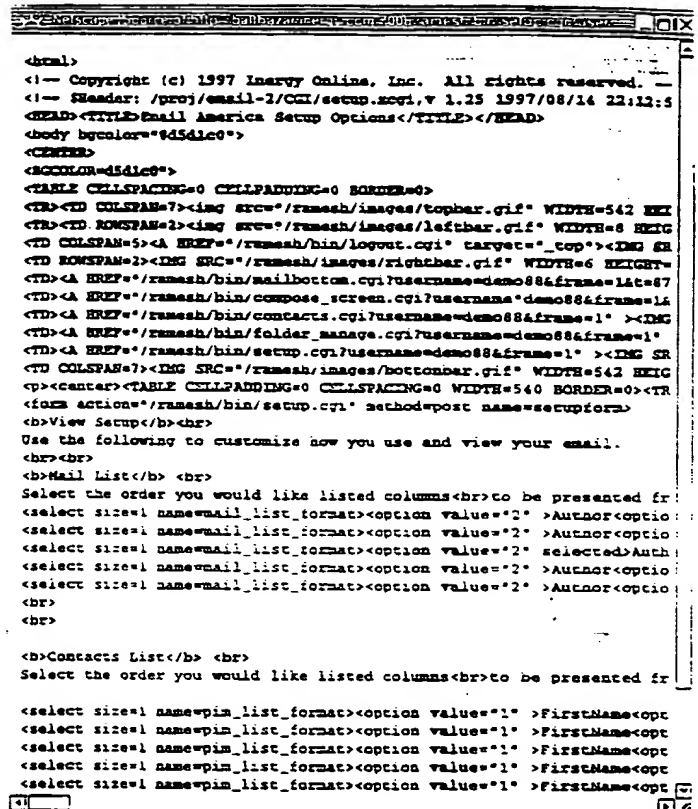 <html>
<!-- Copyright (c) 1997 Inergy Online, Inc. All rights reserved. —
<!-- $Header: /proj/email-2/CGI/setup.xcgi,v 1.25 1997/08/14 22:12:5
<HEAD><TITLE>Email America Setup Options</TITLE></HEAD>
<body bgcolor="#d5d1c0">
<CENTER>
<BGCOLOR=d5d1c0">
<TABLE CELLSPACING=0 CELLPADDING=0 BORDER=0>
<TR><TD COLSPAN=7><img src="/ramesh/images/topbar.gif" WIDTH=542 HEI
<TR><TD ROWSPAN=2><img src="/ramesh/images/leftbar.gif" WIDTH=8 HEIG
<TD COLSPAN=5><A HREF="/ramesh/bin/logout.cgi" target="_top"><IMG SR
<TD ROWSPAN=2><IMG SRC="/ramesh/images/rightbar.gif" WIDTH=6 HEIGHT=
<TD><A HREF="/ramesh/bin/mailbottom.cgi?username=demo88&frame=1&t=87
<TD><A HREF="/ramesh/bin/compose_screen.cgi?username=demo88&frame=1&
<TD><A HREF="/ramesh/bin/contacts.cgi?username=demo88&frame=1" ><IMG
<TD><A HREF="/ramesh/bin/folder_manage.cgi?username=demo88&frame=1"
<TD><A HREF="/ramesh/bin/setup.cgi?username=demo88&frame=1" ><IMG SR
<TD COLSPAN=7><IMG SRC="/ramesh/images/bottombar.gif" WIDTH=542 HEIG
<p><center><TABLE CELLPADDING=0 CELLSPACING=0 WIDTH=540 BORDER=0><TR
<form action="/ramesh/bin/setup.cgi" method=post name=setupform>
<b>View Setup</b><br>
Use the following to customize how you use and view your email.
<br><br>
<b>Mail List</b> <br>
Select the order you would like listed columns<br>to be presented fr
<select size=1 name=mail_list_format><option value="2" >Author<optio
<select size=1 name=mail_list_format><option value="2" >Author<optio
<select size=1 name=mail_list_format><option value="2" selected>Auth
<select size=1 name=mail_list_format><option value="2" >Author<optio
<select size=1 name=mail_list_format><option value="2" >Author<optio
<br>
<br>
<b>Contacts List</b> <br>
Select the order you would like listed columns<br>to be presented fr
<select size=1 name=pim_list_format><option value="1" >FirstName<opt
<select size=1 name=pim_list_format><option value="1" >FirstName<opt
<select size=1 name=pim_list_format><option value="1" >FirstName<opt
<select size=1 name=pim_list_format><option value="1" >FirstName<opt
<select size=1 name=pim_list_format><option value="1" >FirstName<opt